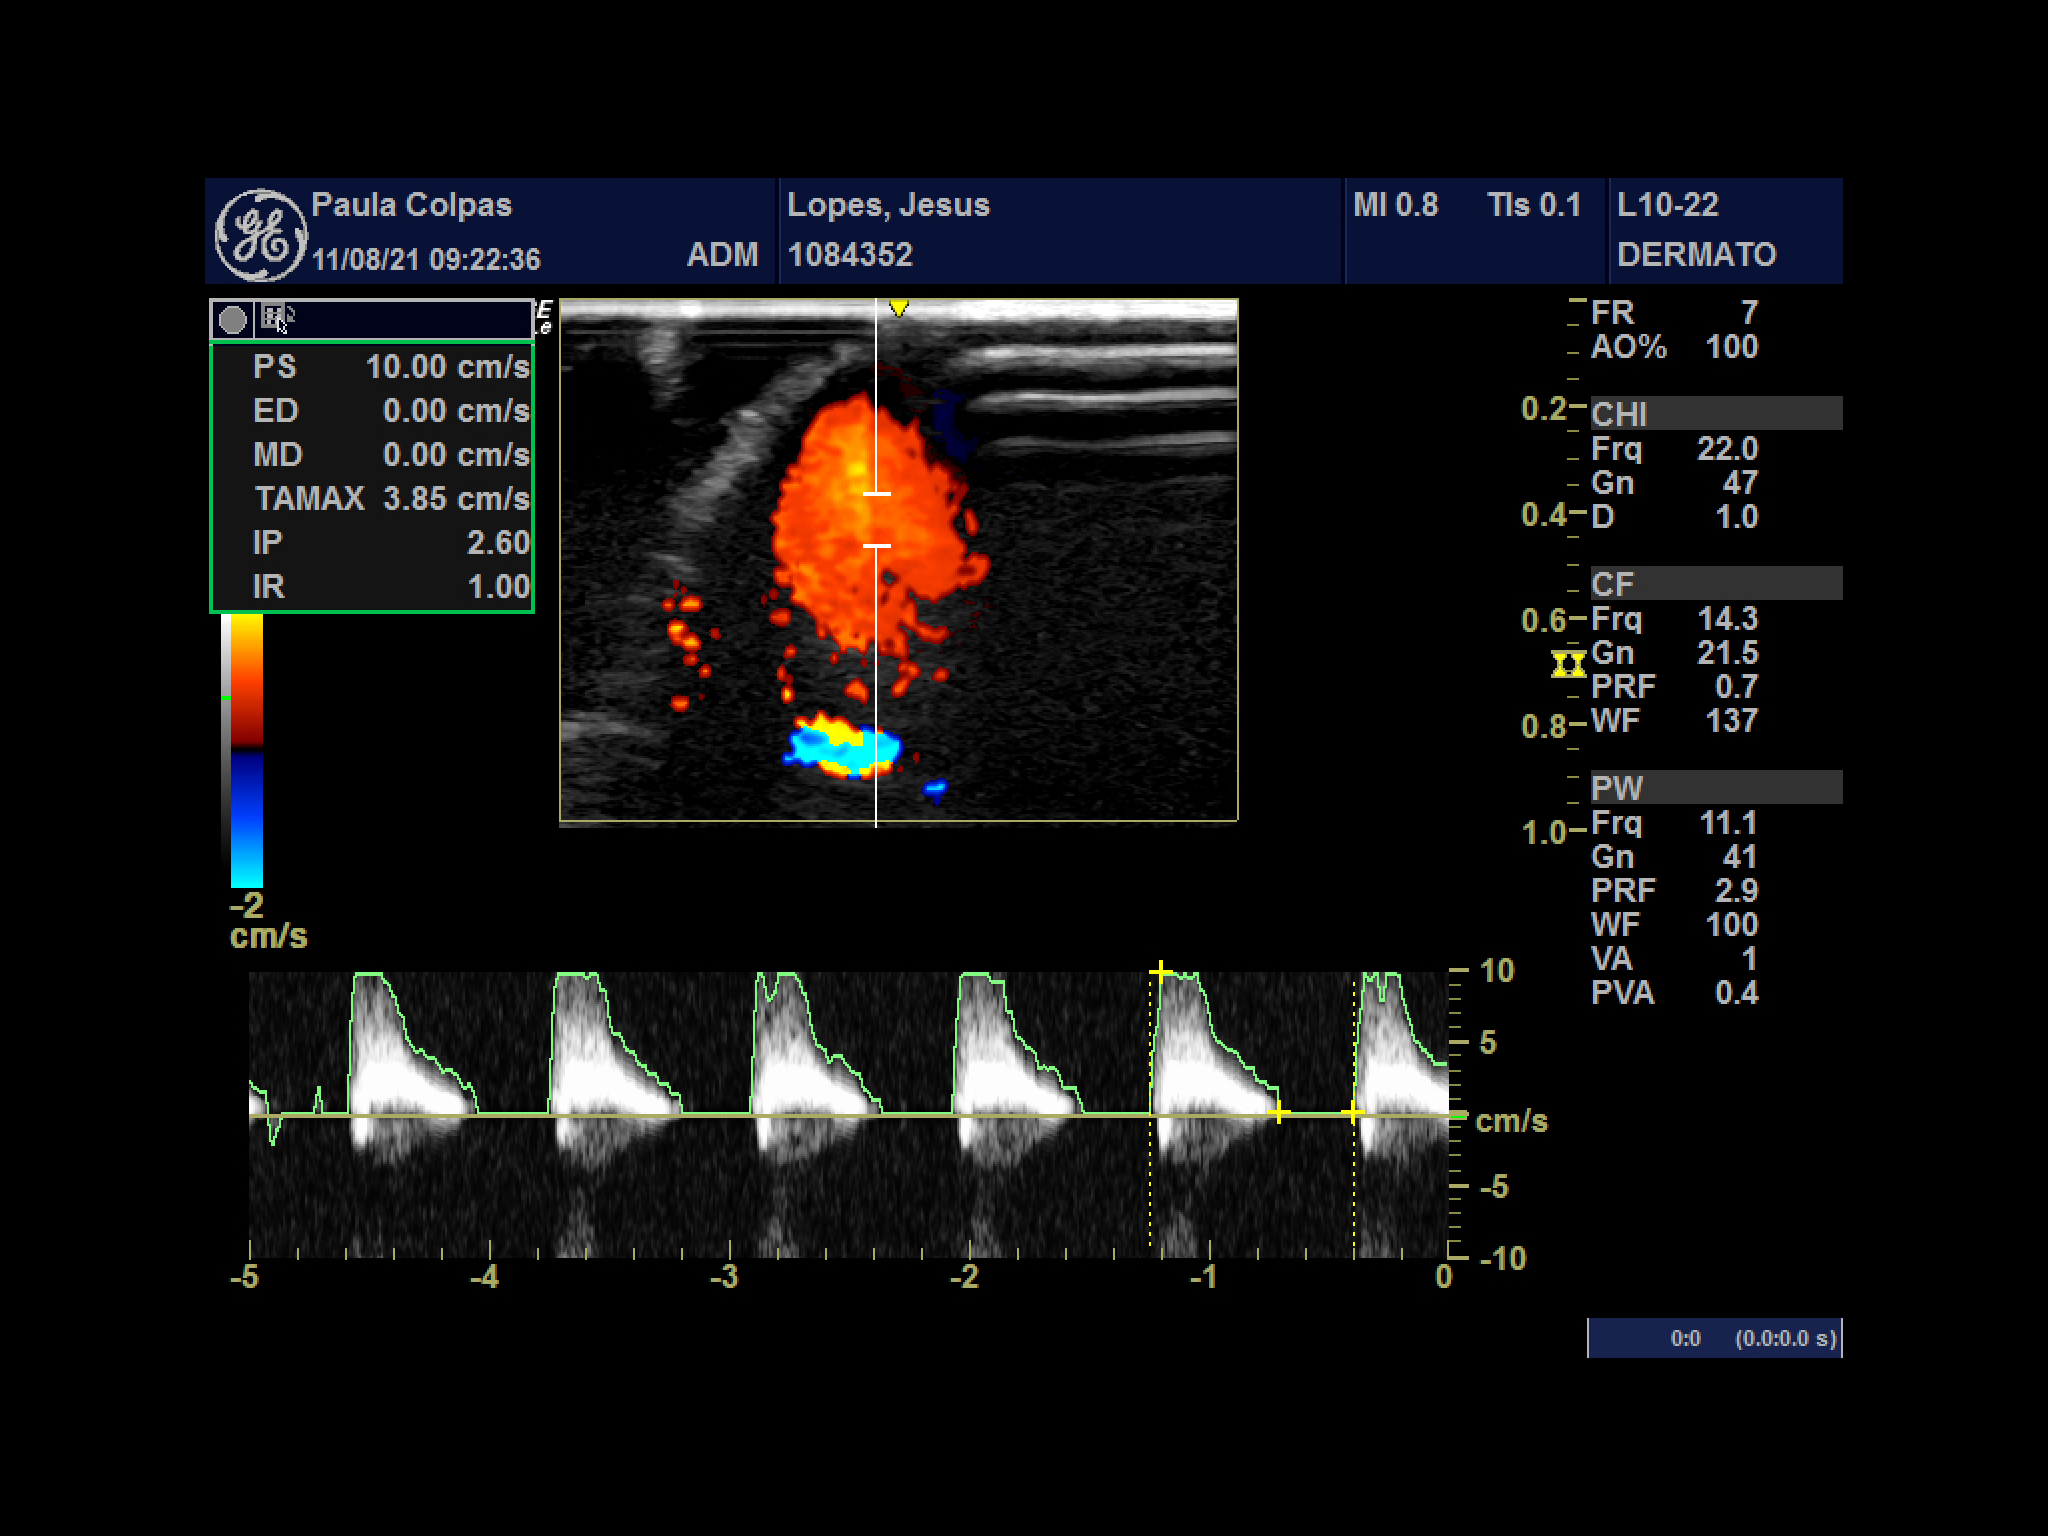 Paula Colpas
11/08/21 09:22:36 ADM
Lopes, Jesus
1084352
MI 0.8 TIs 0.1
L10-22
DERMATO
PS 10.00 cm/s
ED 0.00 cm/s
MD 0.00 cm/s
TAMAX 3.85 cm/s
IP 2.60
IR 1.00
-2
cm/s
0.2
0.4
0.6
0.8
1.0
FR 7
AO% 100
CHI
Frq 22.0
Gn 47
D 1.0
CF
Frq 14.3
Gn 21.5
PRF 0.7
WF 137
PW
Frq 11.1
Gn 41
PRF 2.9
WF 100
VA 1
PVA 0.4
10
5
cm/s
-5
-10
-5 -4 -3 -2 -1 0
0:0 (0.0:0.0 s)